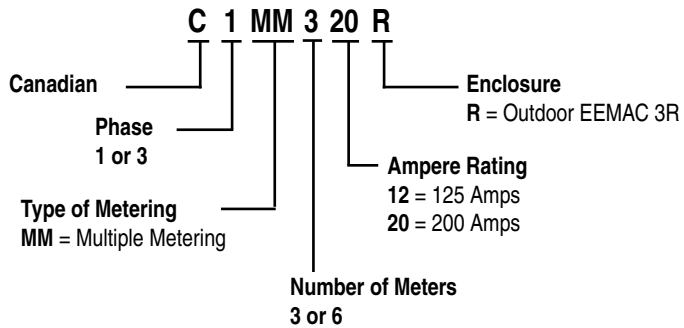 C 1 MM 3 20 R
Canadian
Phase
1 or 3
Type of Metering
MM = Multiple Metering
Number of Meters
3 or 6
Ampere Rating
12 = 125 Amps
20 = 200 Amps
Enclosure
R = Outdoor EEMAC 3R